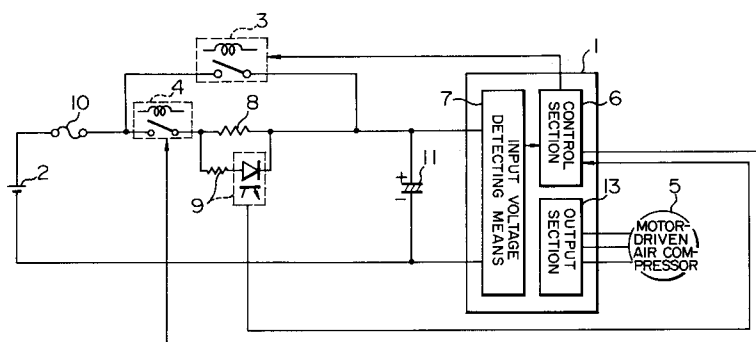 3
1
4
7
6
10
8
CONTROL
SECTION
INPUT VOLTAGE
DETECTING MEANS
2
+
11
-
9
13
OUTPUT
SECTION
5
MOTOR-
DRIVEN
AIR COM-
PRESSOR